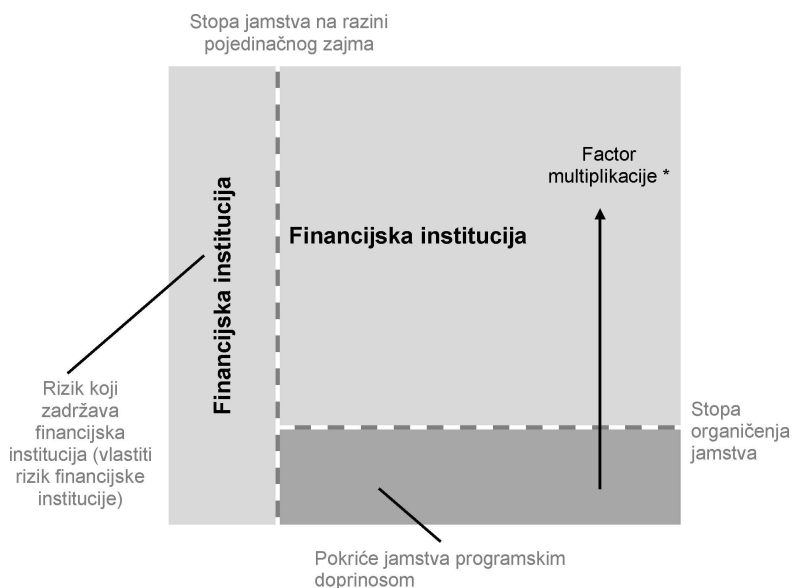 Stopa jamstva na razini
pojedinačnog zajma
Factor
multiplikacije *
Financijska institucija
Financijska institucija
Rizik koji
zadržava
financijska
institucija (vlastiti
rizik financijske
institucije)
Stopa
organičenja
jamstva
Pokriće jamstva programskim
doprinosom